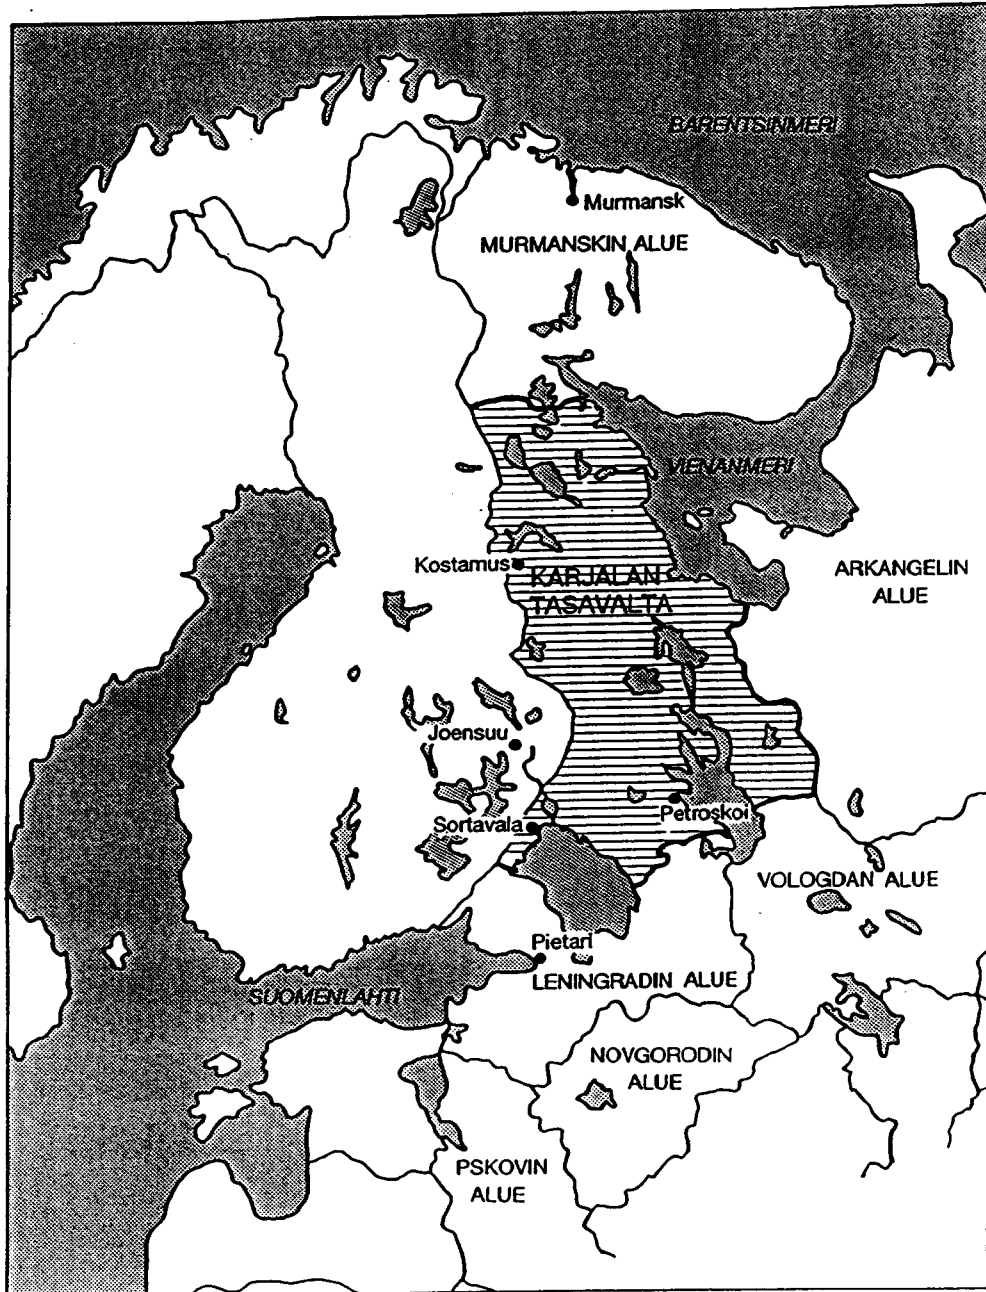 BARENTSINMERI
Murmansk
MURMANSKIN ALUE
VIENANMERI
Kostamus
KARJALAN
TASAVALTA
ARKANGELIN
ALUE
Joensuu
Petroskoi
Sortavala
VOLOGDAN ALUE
Pietari
LENINGRADIN ALUE
SUOMENLAHTI
NOVGORODIN
ALUE
PSKOVIN
ALUE